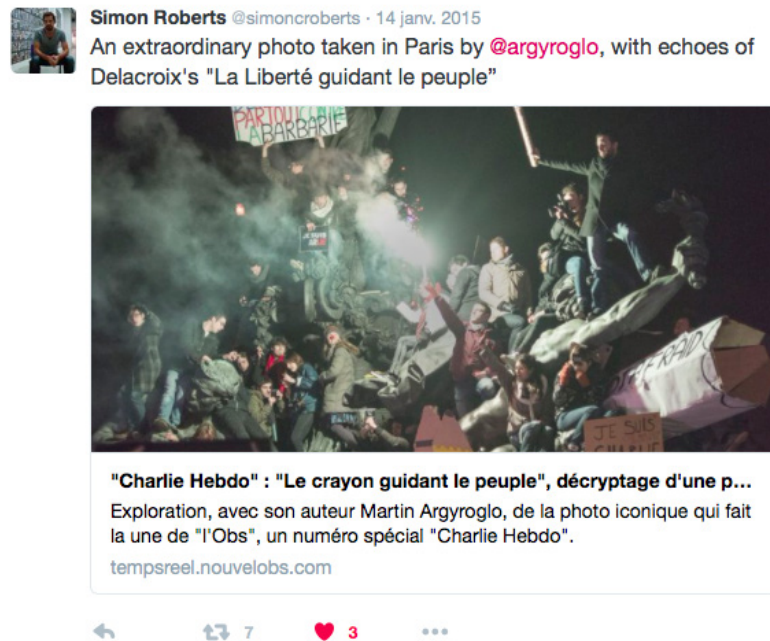 Simon Roberts @simoncroberts · 14 janv. 2015
An extraordinary photo taken in Paris by @argyroglo, with echoes of
Delacroix's "La Liberté guidant le peuple”
PARTOUT
LA BARBARIE
JE SUIS
CHARLIE
"Charlie Hebdo" : "Le crayon guidant le peuple", décryptage d'une p...
Exploration, avec son auteur Martin Argyroglo, de la photo iconique qui fait
la une de "l'Obs", un numéro spécial "Charlie Hebdo".
tempsreel.nouvelobs.com
7 3